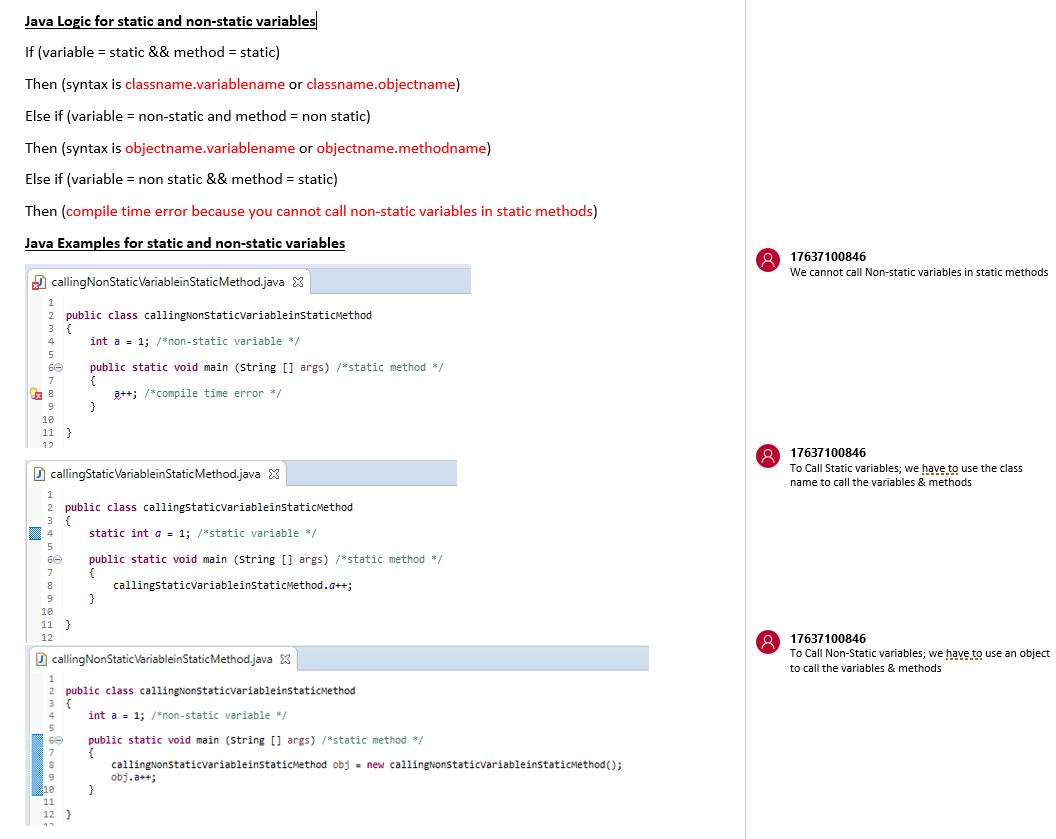 Java Logic for static and non-static variables
If (variable = static && method = static)
Then (syntax is classname.variablename or classname.objectname)
Else if (variable = non-static and method = non static)
Then (syntax is objectname.variablename or objectname.methodname)
Else if (variable = non static && method = static)
Then (compile time error because you cannot call non-static variables in static methods)
Java Examples for static and non-static variables
callingNonStaticVariableinStaticMethod.java
1
2 public class callingNonStaticVariableinStaticMethod
3 {
4 int a = 1; /*non-static variable */
5
6 public static void main (String [] args) /*static method */
7 {
8 a++; /*compile time error */
9 }
10
11 }
12
17637100846
We cannot call Non-static variables in static methods
callingStaticVariableinStaticMethod.java
1
2 public class callingStaticVariableinStaticMethod
3 {
4 static int a = 1; /*static variable */
5
6 public static void main (String [] args) /*static method */
7 {
8 callingStaticVariableinStaticMethod.a++;
9 }
10
11 }
12
17637100846
To Call Static variables; we have to use the class
name to call the variables & methods
callingNonStaticVariableinStaticMethod.java
1
2 public class callingNonStaticVariableinStaticMethod
3 {
4 int a = 1; /*non-static variable */
5
6 public static void main (String [] args) /*static method */
7 {
8 callingNonStaticVariableinStaticMethod obj = new callingNonStaticVariableinStaticMethod();
9 obj.a++;
10 }
11
12 }
17637100846
To Call Non-Static variables; we have to use an object
to call the variables & methods